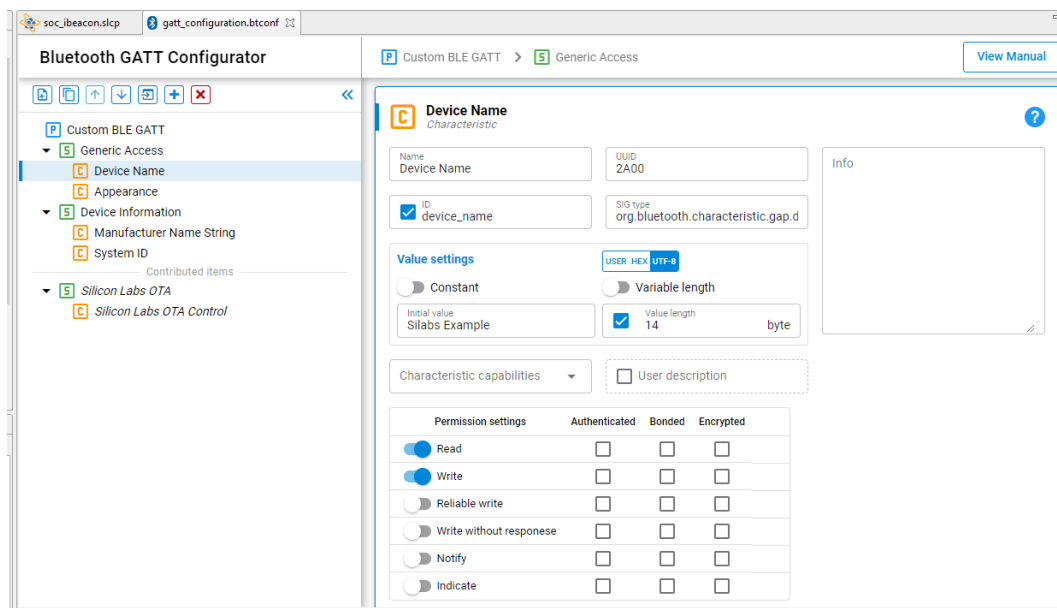 soc_ibeacon.slcp
gatt_configuration.btconf
Bluetooth GATT Configurator
P Custom BLE GATT > S Generic Access
View Manual
P Custom BLE GATT
S Generic Access
C Device Name
C Appearance
S Device Information
C Manufacturer Name String
C System ID
Contributed items
S Silicon Labs OTA
C Silicon Labs OTA Control
C Device Name
Characteristic
?
Name
Device Name
UUID
2A00
Info
ID
device_name
SIG type
org.bluetooth.characteristic.gap.d
Value settings
USER HEX UTF-8
Constant
Variable length
Initial value
Silabs Example
Value length
14 byte
Characteristic capabilities
User description
Permission settings Authenticated Bonded Encrypted
Read
Write
Reliable write
Write without responese
Notify
Indicate